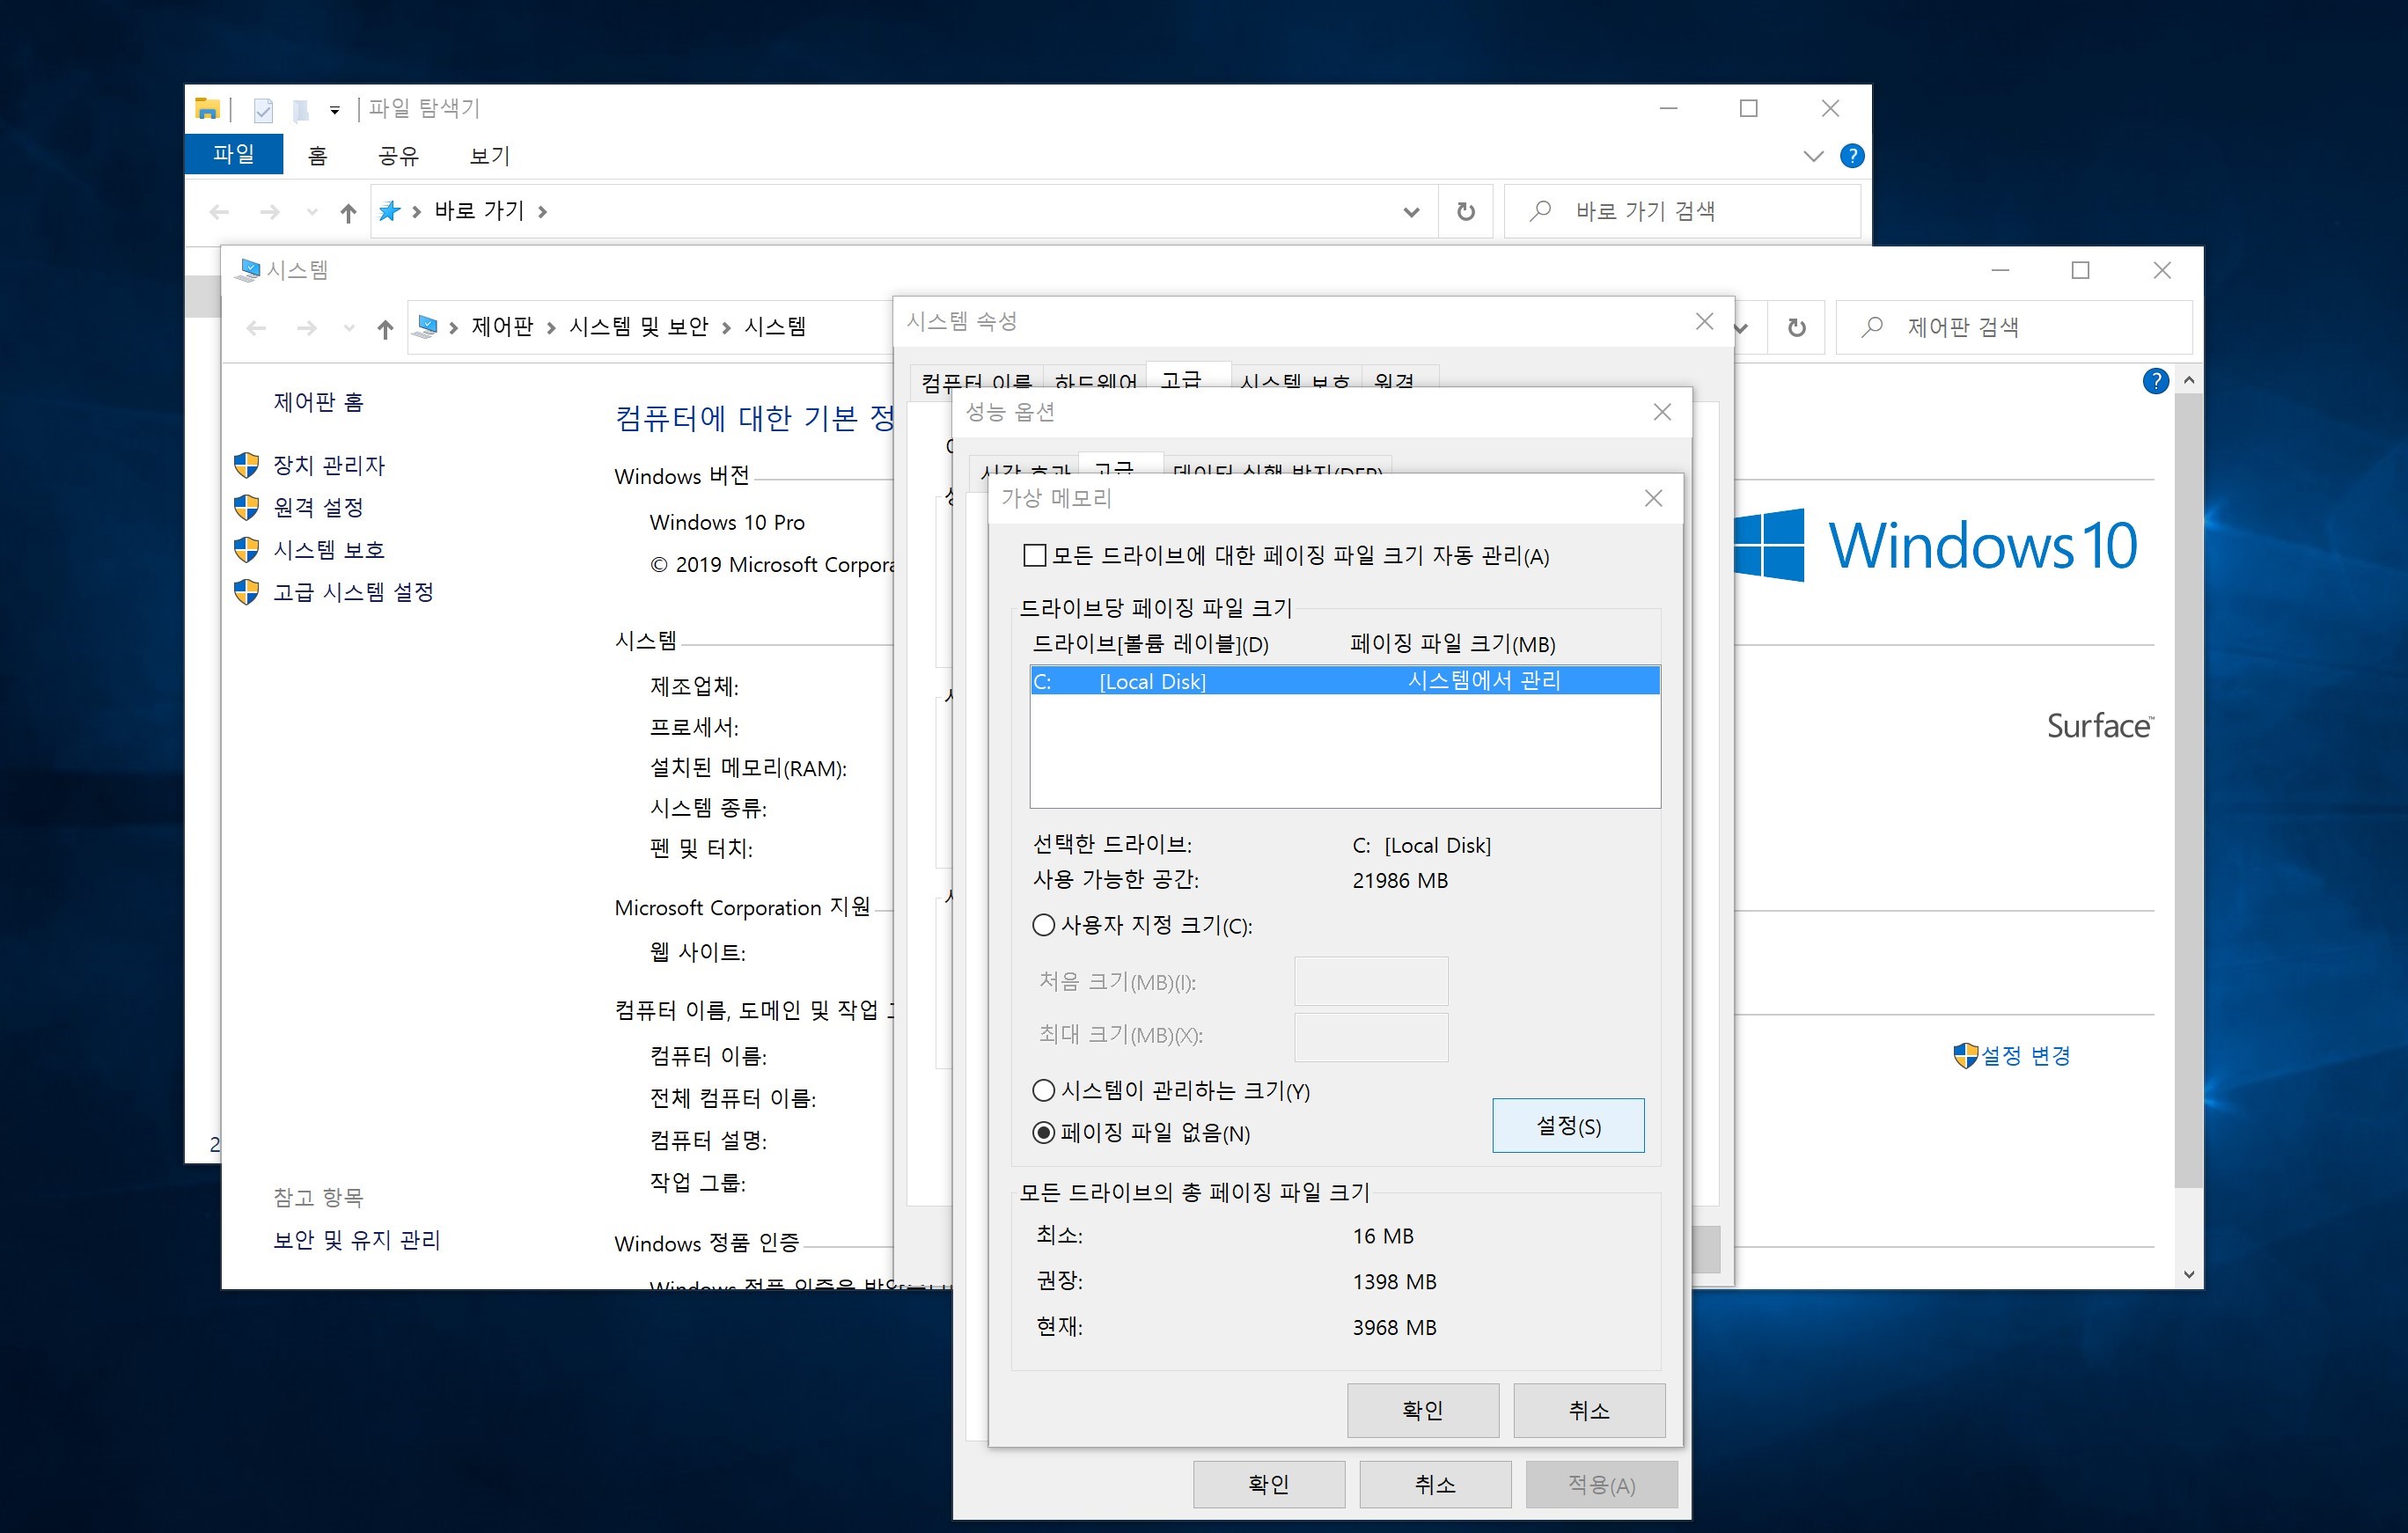 파일 탐색기
파일 홈 공유 보기
바로 가기
바로 가기 검색
시스템
제어판 시스템 및 보안 시스템
제어판 검색
제어판 홈
장치 관리자
원격 설정
시스템 보호
고급 시스템 설정
참고 항목
보안 및 유지 관리
컴퓨터에 대한 기본 정
Windows 버전
Windows 10 Pro
© 2019 Microsoft Corpora
시스템
제조업체:
프로세서:
설치된 메모리(RAM):
시스템 종류:
펜 및 터치:
Microsoft Corporation 지원
웹 사이트:
컴퓨터 이름, 도메인 및 작업
컴퓨터 이름:
전체 컴퓨터 이름:
컴퓨터 설명:
작업 그룹:
Windows 정품 인증
Windows 정품 인증을 받았
Windows 10
Surface™
설정 변경
2
시스템 속성
컴퓨터 이름 하드웨어 고급 시스템 보호 원격
성능 옵션
시각 효과 고급 데이터 실행 방지(DEP)
가상 메모리
모든 드라이브에 대한 페이징 파일 크기 자동 관리(A)
드라이브당 페이징 파일 크기
드라이브[볼륨 레이블](D) 페이징 파일 크기(MB)
C: [Local Disk] 시스템에서 관리
선택한 드라이브: C: [Local Disk]
사용 가능한 공간: 21986 MB
사용자 지정 크기(C):
처음 크기(MB)(I):
최대 크기(MB)(X):
시스템이 관리하는 크기(Y)
페이징 파일 없음(N)
설정(S)
모든 드라이브의 총 페이징 파일 크기
최소: 16 MB
권장: 1398 MB
현재: 3968 MB
확인 취소
확인 취소 적용(A)